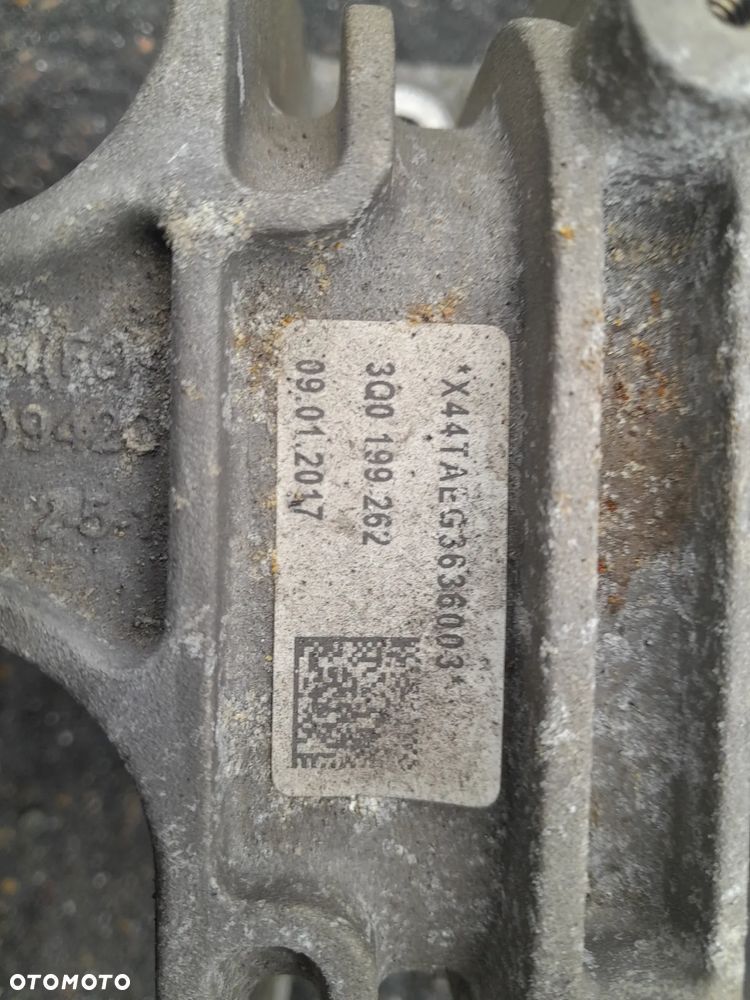 *X44TAEG3636003*
3Q0 199 262
09.01.2017
OTOMOTO